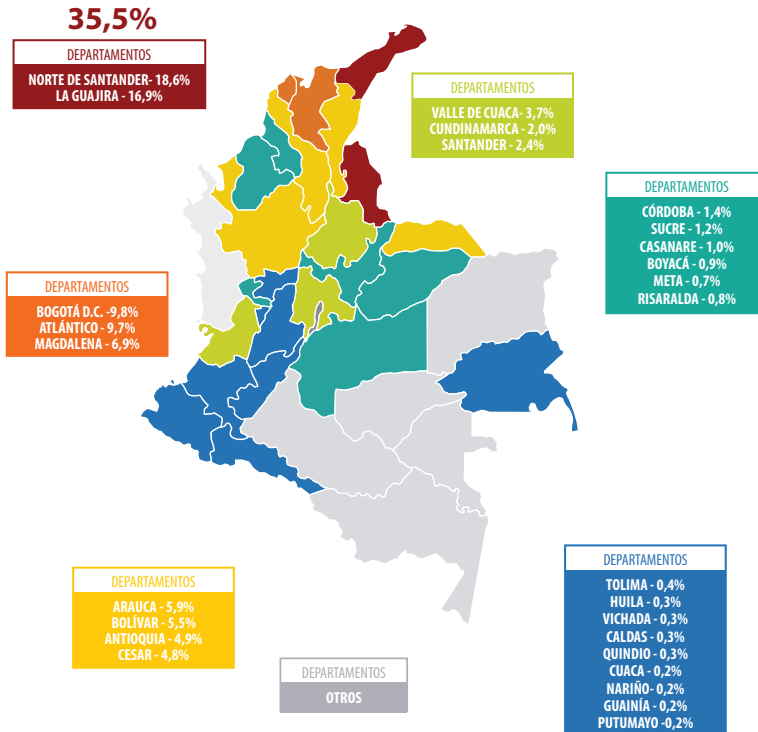 35,5%
DEPARTAMENTOS
NORTE DE SANTANDER- 18,6%
LA GUAJIRA - 16,9%
DEPARTAMENTOS
VALLE DE CUACA- 3,7%
CUNDINAMARCA - 2,0%
SANTANDER - 2,4%
DEPARTAMENTOS
CÓRDOBA - 1,4%
SUCRE - 1,2%
CASANARE - 1,0%
BOYACÁ - 0,9%
META - 0,7%
RISARALDA - 0,8%
DEPARTAMENTOS
BOGOTÁ D.C. -9,8%
ATLÁNTICO - 9,7%
MAGDALENA - 6,9%
DEPARTAMENTOS
ARAUCA - 5,9%
BOLÍVAR - 5,5%
ANTIOQUIA - 4,9%
CESAR - 4,8%
DEPARTAMENTOS
OTROS
DEPARTAMENTOS
TOLIMA - 0,4%
HUILA - 0,3%
VICHADA - 0,3%
CALDAS - 0,3%
QUINDIO - 0,3%
CUACA - 0,2%
NARIÑO- 0,2%
GUAINÍA - 0,2%
PUTUMAYO -0,2%